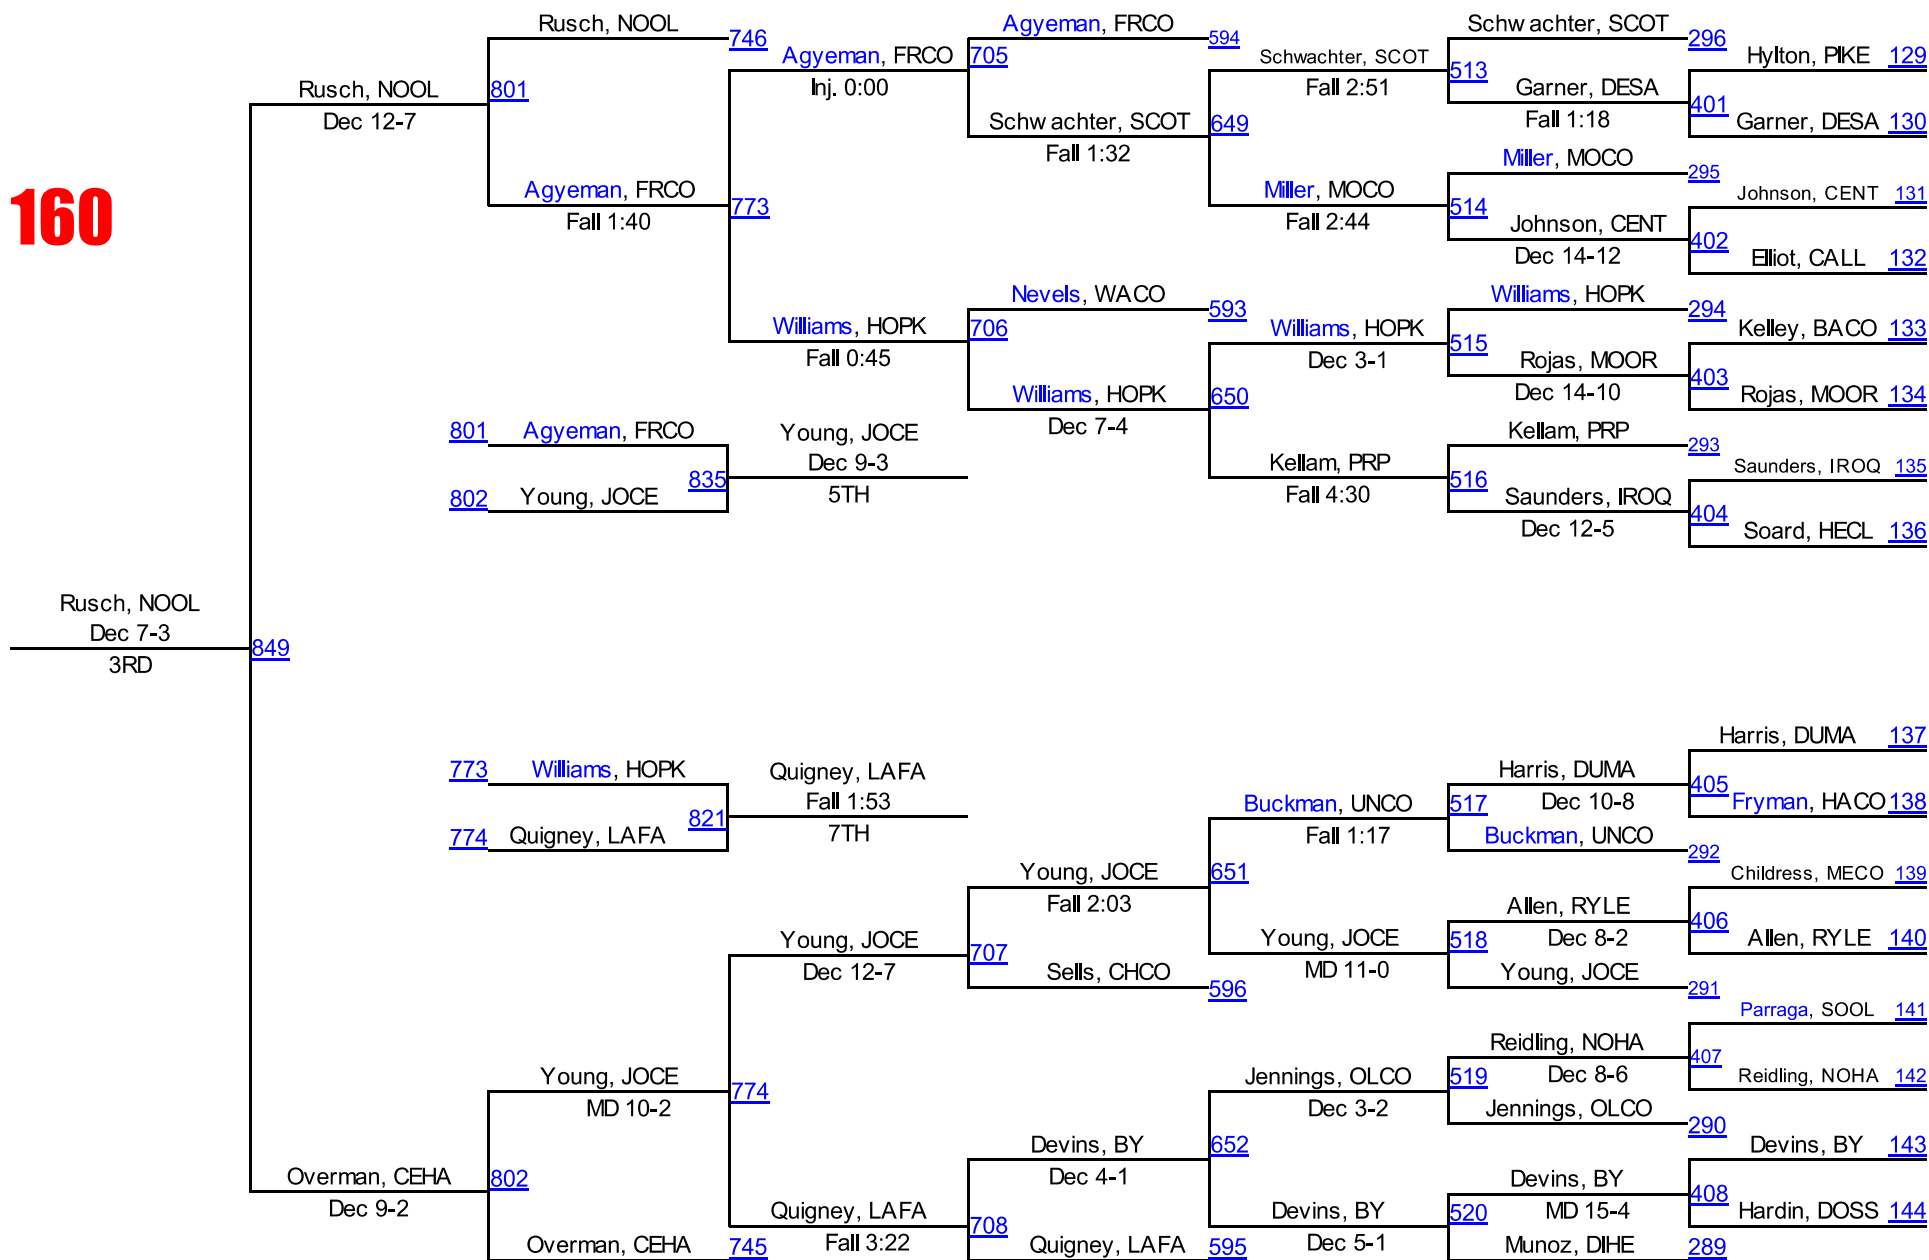 160
Rusch, NOOL
Dec 7-3
3RD
849
Rusch, NOOL
Dec 12-7
801
Rusch, NOOL
746
Agyeman, FRCO
Fall 1:40
773
Agyeman, FRCO
Inj. 0:00
705
Agyeman, FRCO
594
Schwachter, SCOT
Fall 1:32
649
Schwachter, SCOT
Fall 2:51
513
Schwachter, SCOT
296
Garner, DESA
Fall 1:18
401
Hylton, PIKE 129
Garner, DESA 130
Miller, MOCO
Fall 2:44
514
Miller, MOCO
295
Johnson, CENT
Dec 14-12
402
Johnson, CENT 131
Elliot, CALL 132
Williams, HOPK
Fall 0:45
706
Nevels, WACO
593
Williams, HOPK
Dec 7-4
650
Williams, HOPK
Dec 3-1
515
Williams, HOPK
294
Rojas, MOOR
Dec 14-10
403
Kelley, BACO 133
Rojas, MOOR 134
Kellam, PRP
Fall 4:30
516
Kellam, PRP
293
Saunders, IROQ
Dec 12-5
404
Saunders, IROQ 135
Soard, HECL 136
801 Agyeman, FRCO
802 Young, JOCE
835
Young, JOCE
Dec 9-3
5TH
773 Williams, HOPK
774 Quigney, LAFA
821
Quigney, LAFA
Fall 1:53
7TH
Overman, CEHA
Dec 9-2
802
Young, JOCE
MD 10-2
774
Young, JOCE
Dec 12-7
707
Young, JOCE
Fall 2:03
651
Buckman, UNCO
Fall 1:17
517
Harris, DUMA
Dec 10-8
405
Harris, DUMA 137
Fryman, HACO 138
Buckman, UNCO
292
Young, JOCE
MD 11-0
518
Allen, RYLE
Dec 8-2
406
Childress, MECO 139
Allen, RYLE 140
Young, JOCE
291
Sells, CHCO
596
Quigney, LAFA
Fall 3:22
708
Devins, BY
Dec 4-1
652
Jennings, OLCO
Dec 3-2
519
Reidling, NOHA
Dec 8-6
407
Parraga, SOOL 141
Reidling, NOHA 142
Jennings, OLCO
290
Devins, BY
Dec 5-1
520
Devins, BY
MD 15-4
408
Devins, BY 143
Hardin, DOSS 144
Munoz, DIHE
289
Quigney, LAFA
595
Overman, CEHA
745